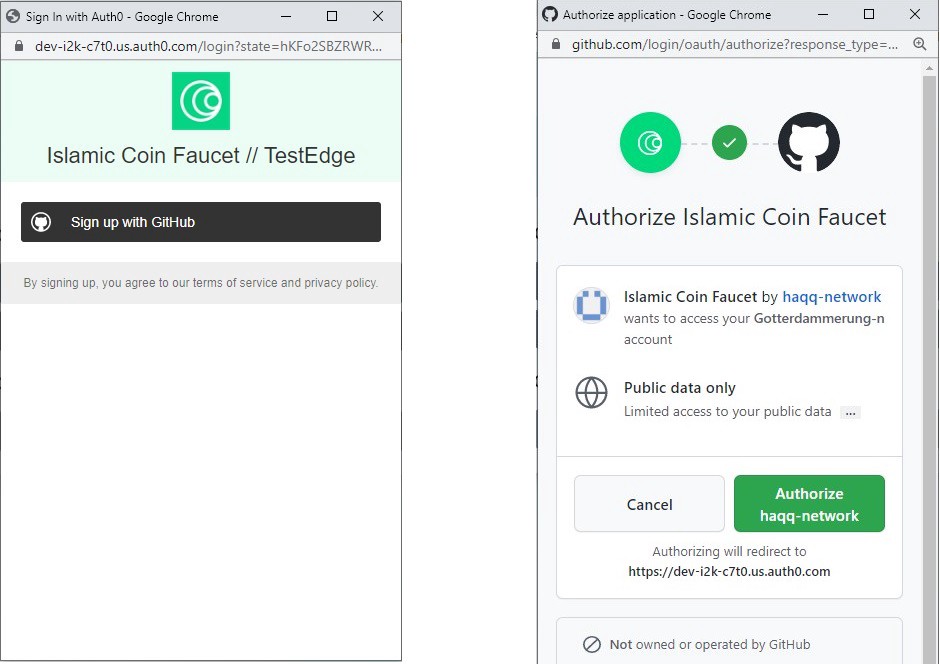 Sign In with Auth0 - Google Chrome
dev-i2k-c7t0.us.auth0.com/login?state=hKFo2SBZRWR...
Islamic Coin Faucet // TestEdge
Sign up with GitHub
By signing up, you agree to our terms of service and privacy policy.
Authorize application - Google Chrome
github.com/login/oauth/authorize?response_type=...
Authorize Islamic Coin Faucet
Islamic Coin Faucet by haqq-network
wants to access your Gotterdammerung-n
account
Public data only
Limited access to your public data ...
Cancel
Authorize
haqq-network
Authorizing will redirect to
https://dev-i2k-c7t0.us.auth0.com
Not owned or operated by GitHub